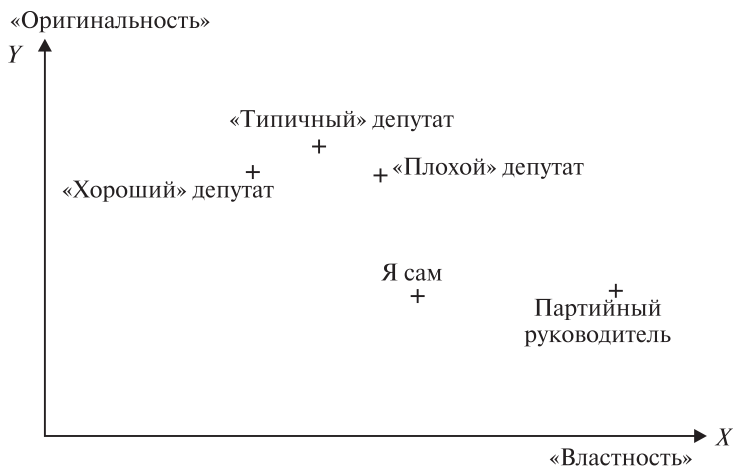 «Оригинальность»
Y
«Типичный» депутат
«Плохой» депутат
«Хороший» депутат
Я сам
Партийный
руководитель
X
«Властность»